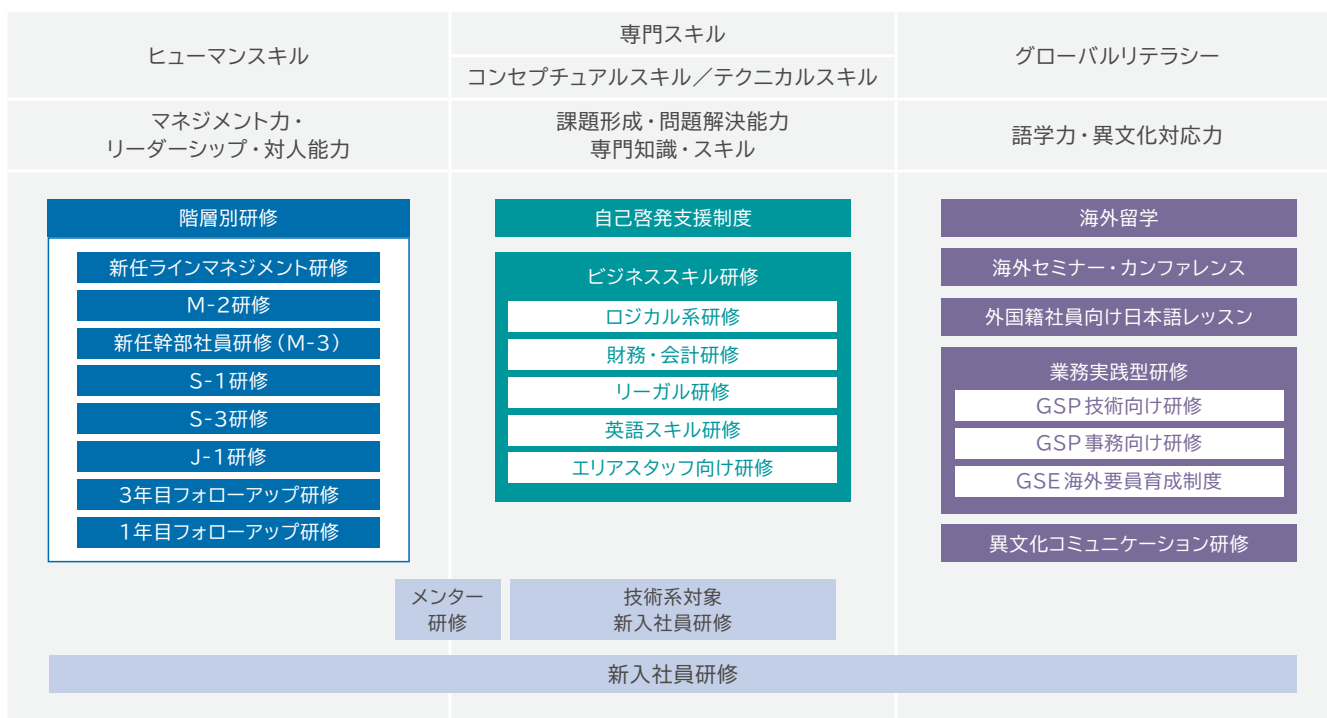 ヒューマンスキル
専門スキル
コンセプチュアルスキル／テクニカルスキル
グローバルリテラシー
マネジメント力・
リーダーシップ・対人能力
課題形成・問題解決能力
専門知識・スキル
語学力・異文化対応力
階層別研修
新任ラインマネジメント研修
M-2研修
新任幹部社員研修（M-3）
S-1研修
S-3研修
J-1研修
3年目フォローアップ研修
1年目フォローアップ研修
自己啓発支援制度
ビジネススキル研修
ロジカル系研修
財務・会計研修
リーガル研修
英語スキル研修
エリアスタッフ向け研修
海外留学
海外セミナー・カンファレンス
外国籍社員向け日本語レッスン
業務実践型研修
GSP技術向け研修
GSP事務向け研修
GSE海外要員育成制度
異文化コミュニケーション研修
メンター
研修
技術系対象
新入社員研修
新入社員研修